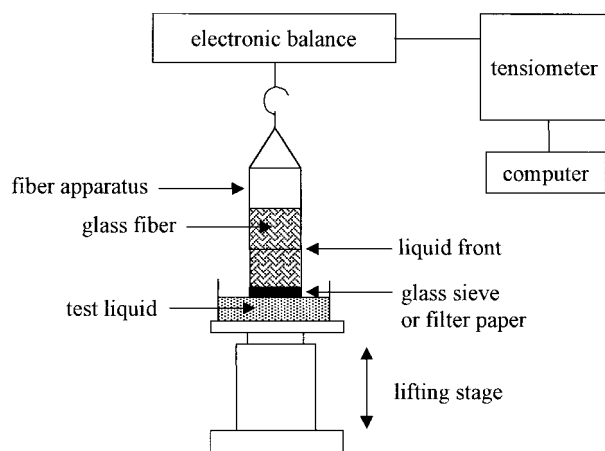 electronic balance
tensiometer
computer
fiber apparatus
glass fiber
liquid front
test liquid
glass sieve
or filter paper
lifting stage